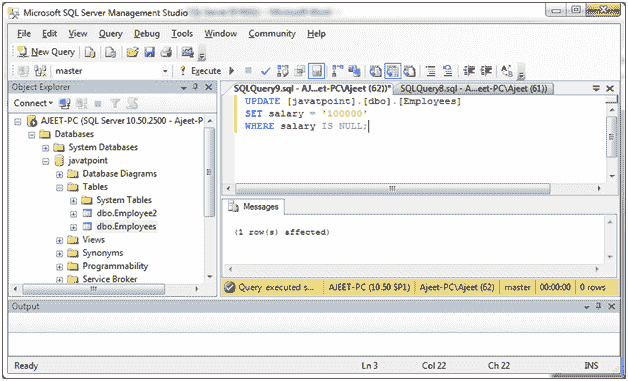 Microsoft SQL Server Management Studio
File Edit View Query Debug Tools Window Community Help
New Query
master Execute
Object Explorer
Connect
AJEET-PC (SQL Server 10.50.2500 - Ajeet-P
Databases
System Databases
javatpoint
Database Diagrams
Tables
System Tables
dbo.Employee2
dbo.Employees
Views
Synonyms
Programmability
Service Broker
SQLQuery9.sql - AJ...et-PC\Ajeet (62))* SQLQuery8.sql - A...eet-PC\Ajeet (61))
UPDATE [javatpoint].[dbo].[Employees]
SET salary = '100000'
WHERE salary IS NULL;
Messages
(1 row(s) affected)
Query executed s... AJEET-PC (10.50 SP1) Ajeet-PC\Ajeet (62) master 00:00:00 0 rows
Output
Ready Ln 3 Col 22 Ch 22 INS